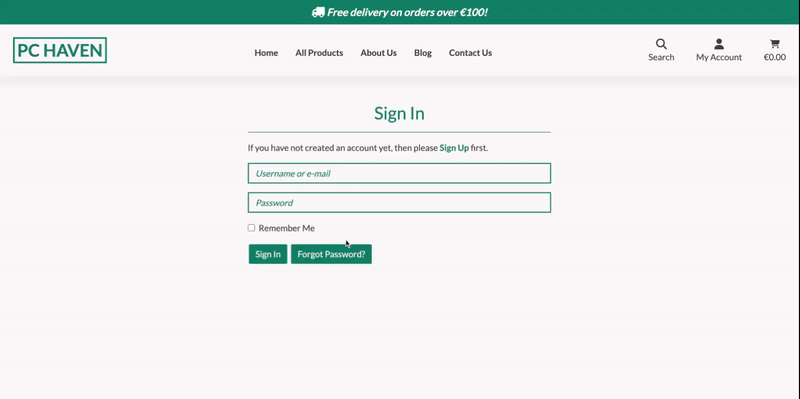 Free delivery on orders over €100!
PC HAVEN
Home
All Products
About Us
Blog
Contact Us
Search
My Account
€0.00
Sign In
If you have not created an account yet, then please Sign Up first.
Username or e-mail
Password
Remember Me
Sign In
Forgot Password?